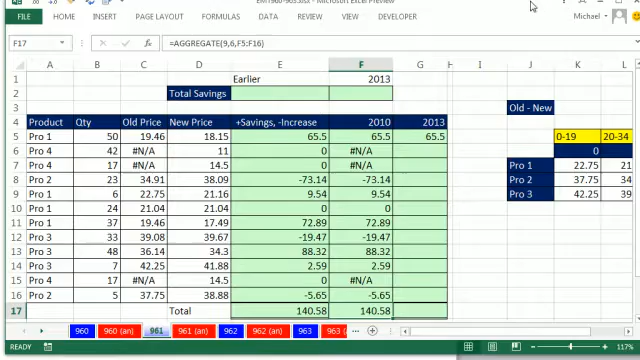 EM1960-963.xlsx - Microsoft Excel Preview
FILE HOME INSERT PAGE LAYOUT FORMULAS DATA REVIEW VIEW DEVELOPER Michael
F17 =AGGREGATE(9,6,F5:F16)
A B C D E F G H I J K L
1 Earlier 2013
2 Total Savings
3 Old - New
4 Product Qty Old Price New Price +Savings, -Increase 2010 2013
5 Pro 1 50 19.46 18.15 65.5 65.5 65.5 0-19 20-34
6 Pro 4 42 #N/A 11 0 #N/A 0
7 Pro 4 17 #N/A 14.5 0 #N/A Pro 1 22.75 21
8 Pro 2 23 34.91 38.09 -73.14 -73.14 Pro 2 37.75 34
9 Pro 1 6 22.75 21.16 9.54 9.54 Pro 3 42.25 39
10 Pro 1 24 21.04 21.04 0 0
11 Pro 1 37 19.46 17.49 72.89 72.89
12 Pro 3 33 39.08 39.67 -19.47 -19.47
13 Pro 3 48 36.14 34.3 88.32 88.32
14 Pro 3 7 42.25 41.88 2.59 2.59
15 Pro 4 17 #N/A 14.5 0 #N/A
16 Pro 2 5 37.75 38.88 -5.65 -5.65
17 Total 140.58 140.58
960 960 (an) 961 961 (an) 962 962 (an) 963 963 (
READY 117%